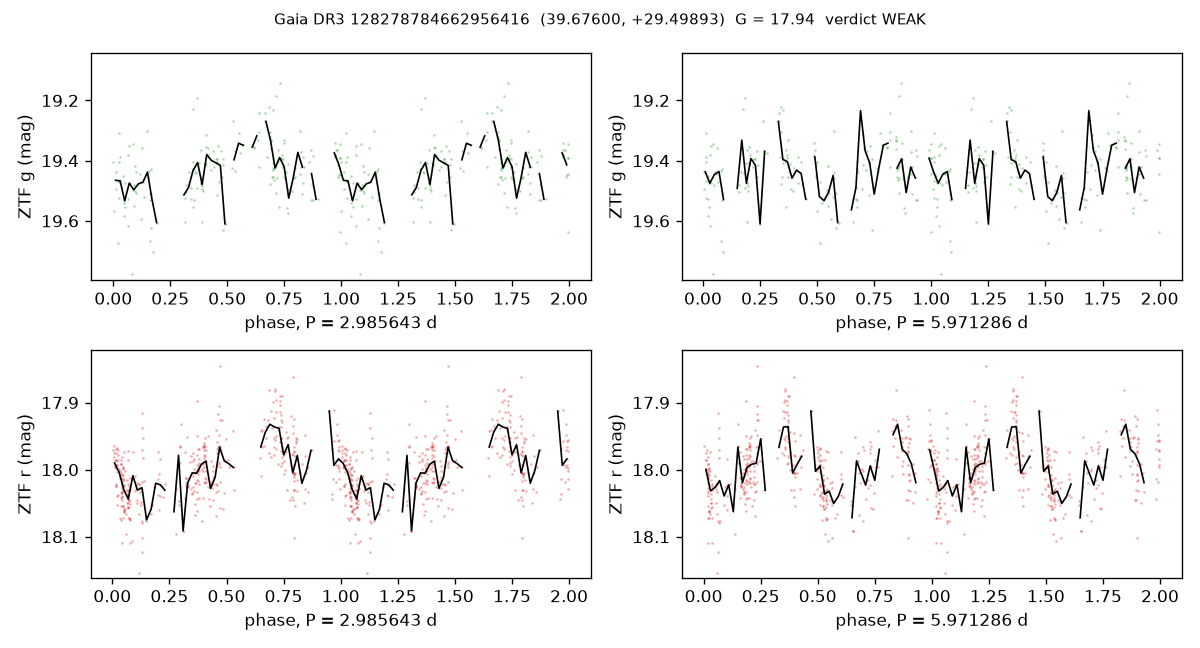 Gaia DR3 128278784662956416 (39.67600, +29.49893) G = 17.94 verdict WEAK
ZTF g (mag)
19.2
19.4
19.6
0.00 0.25 0.50 0.75 1.00 1.25 1.50 1.75 2.00
phase, P = 2.985643 d
ZTF g (mag)
19.2
19.4
19.6
0.00 0.25 0.50 0.75 1.00 1.25 1.50 1.75 2.00
phase, P = 5.971286 d
ZTF r (mag)
17.9
18.0
18.1
0.00 0.25 0.50 0.75 1.00 1.25 1.50 1.75 2.00
phase, P = 2.985643 d
ZTF r (mag)
17.9
18.0
18.1
0.00 0.25 0.50 0.75 1.00 1.25 1.50 1.75 2.00
phase, P = 5.971286 d